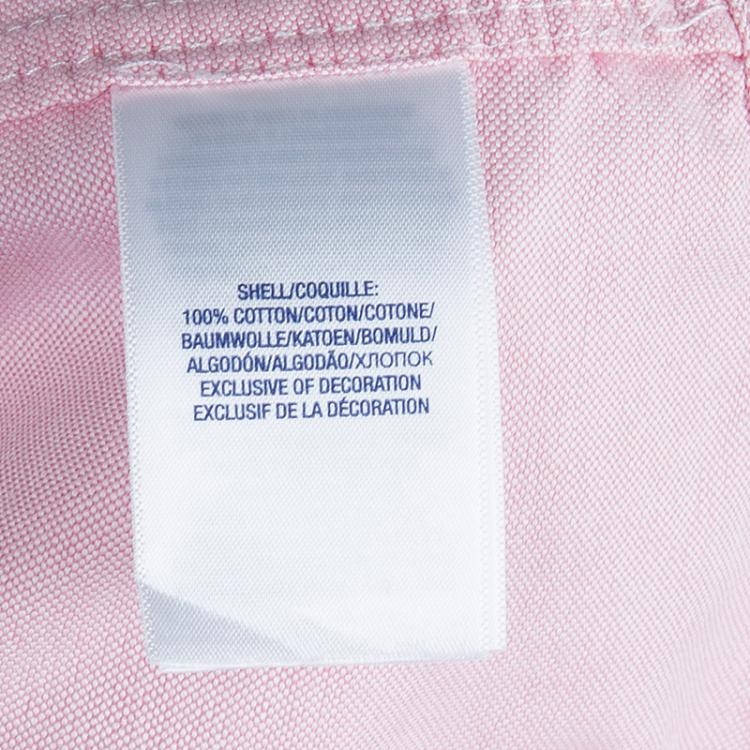 SHELL/COQUILLE:
100% COTTON/COTON/COTONE/
BAUMWOLLE/KATOEN/BOMULD/
ALGODÓN/ALGODÃO/ХЛОПОК
EXCLUSIVE OF DECORATION
EXCLUSIF DE LA DÉCORATION